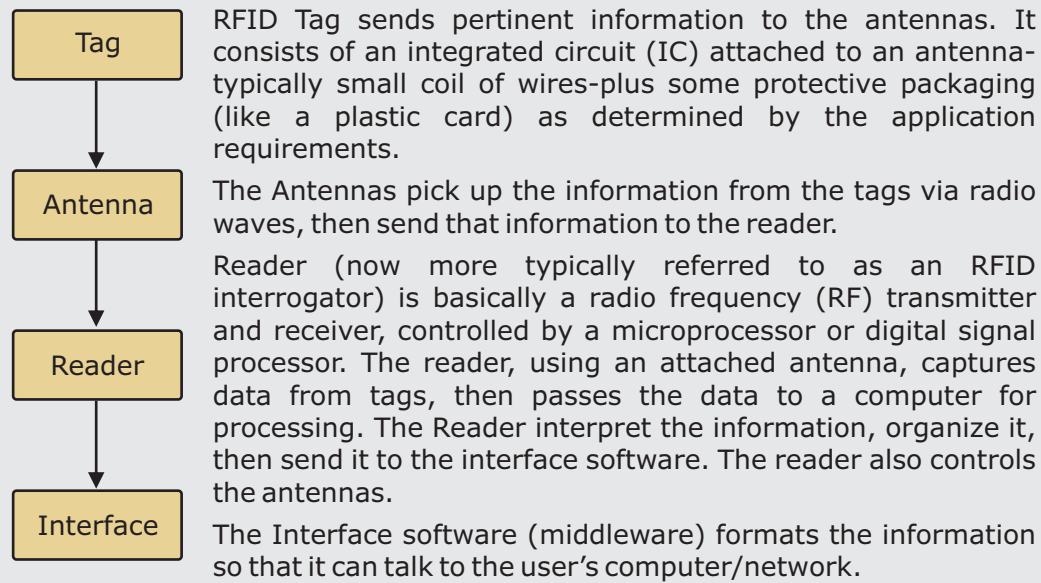 Tag
RFID Tag sends pertinent information to the antennas. It
consists of an integrated circuit (IC) attached to an antenna-
typically small coil of wires-plus some protective packaging
(like a plastic card) as determined by the application
requirements.
Antenna
The Antennas pick up the information from the tags via radio
waves, then send that information to the reader.
Reader
Reader (now more typically referred to as an RFID
interrogator) is basically a radio frequency (RF) transmitter
and receiver, controlled by a microprocessor or digital signal
processor. The reader, using an attached antenna, captures
data from tags, then passes the data to a computer for
processing. The Reader interpret the information, organize it,
then send it to the interface software. The reader also controls
the antennas.
Interface
The Interface software (middleware) formats the information
so that it can talk to the user's computer/network.